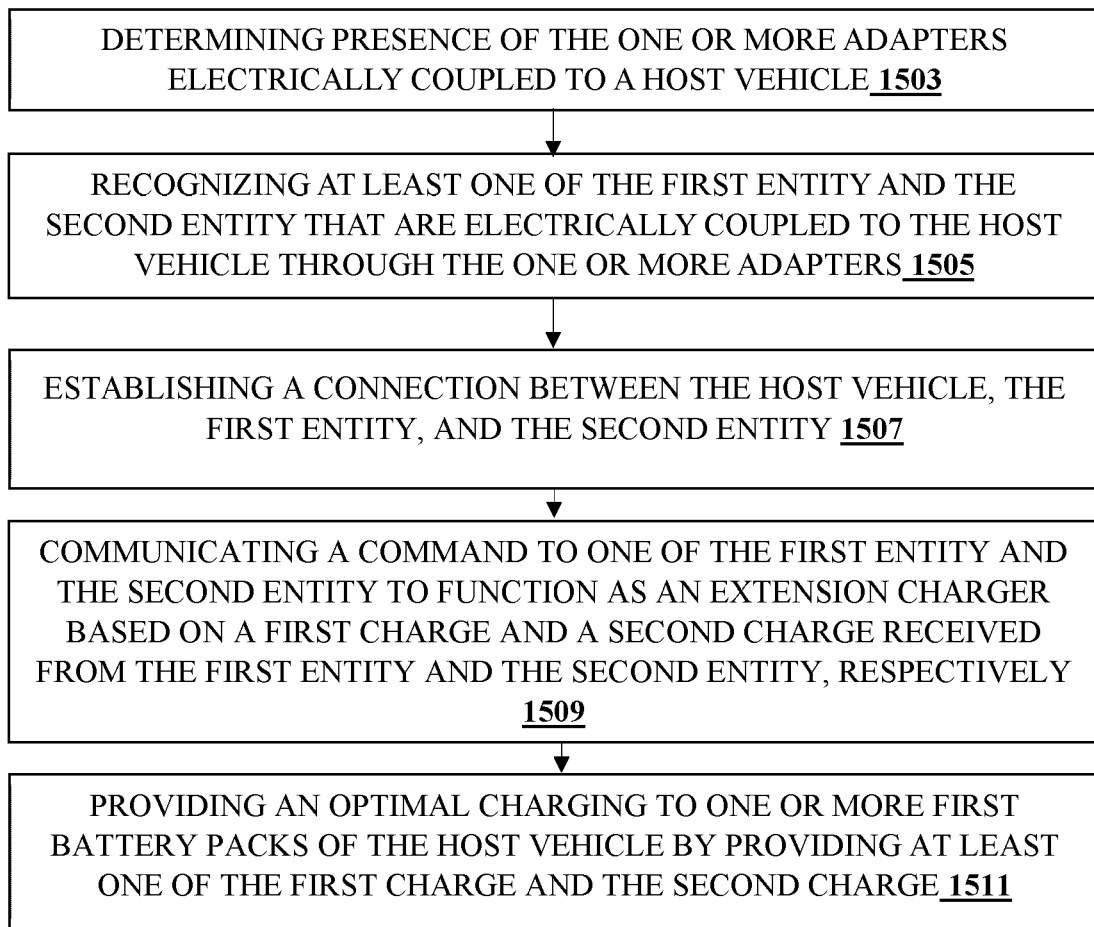 DETERMINING PRESENCE OF THE ONE OR MORE ADAPTERS
ELECTRICALLY COUPLED TO A HOST VEHICLE 1503
RECOGNIZING AT LEAST ONE OF THE FIRST ENTITY AND THE
SECOND ENTITY THAT ARE ELECTRICALLY COUPLED TO THE HOST
VEHICLE THROUGH THE ONE OR MORE ADAPTERS 1505
ESTABLISHING A CONNECTION BETWEEN THE HOST VEHICLE, THE
FIRST ENTITY, AND THE SECOND ENTITY 1507
COMMUNICATING A COMMAND TO ONE OF THE FIRST ENTITY AND
THE SECOND ENTITY TO FUNCTION AS AN EXTENSION CHARGER
BASED ON A FIRST CHARGE AND A SECOND CHARGE RECEIVED
FROM THE FIRST ENTITY AND THE SECOND ENTITY, RESPECTIVELY
1509
PROVIDING AN OPTIMAL CHARGING TO ONE OR MORE FIRST
BATTERY PACKS OF THE HOST VEHICLE BY PROVIDING AT LEAST
ONE OF THE FIRST CHARGE AND THE SECOND CHARGE 1511